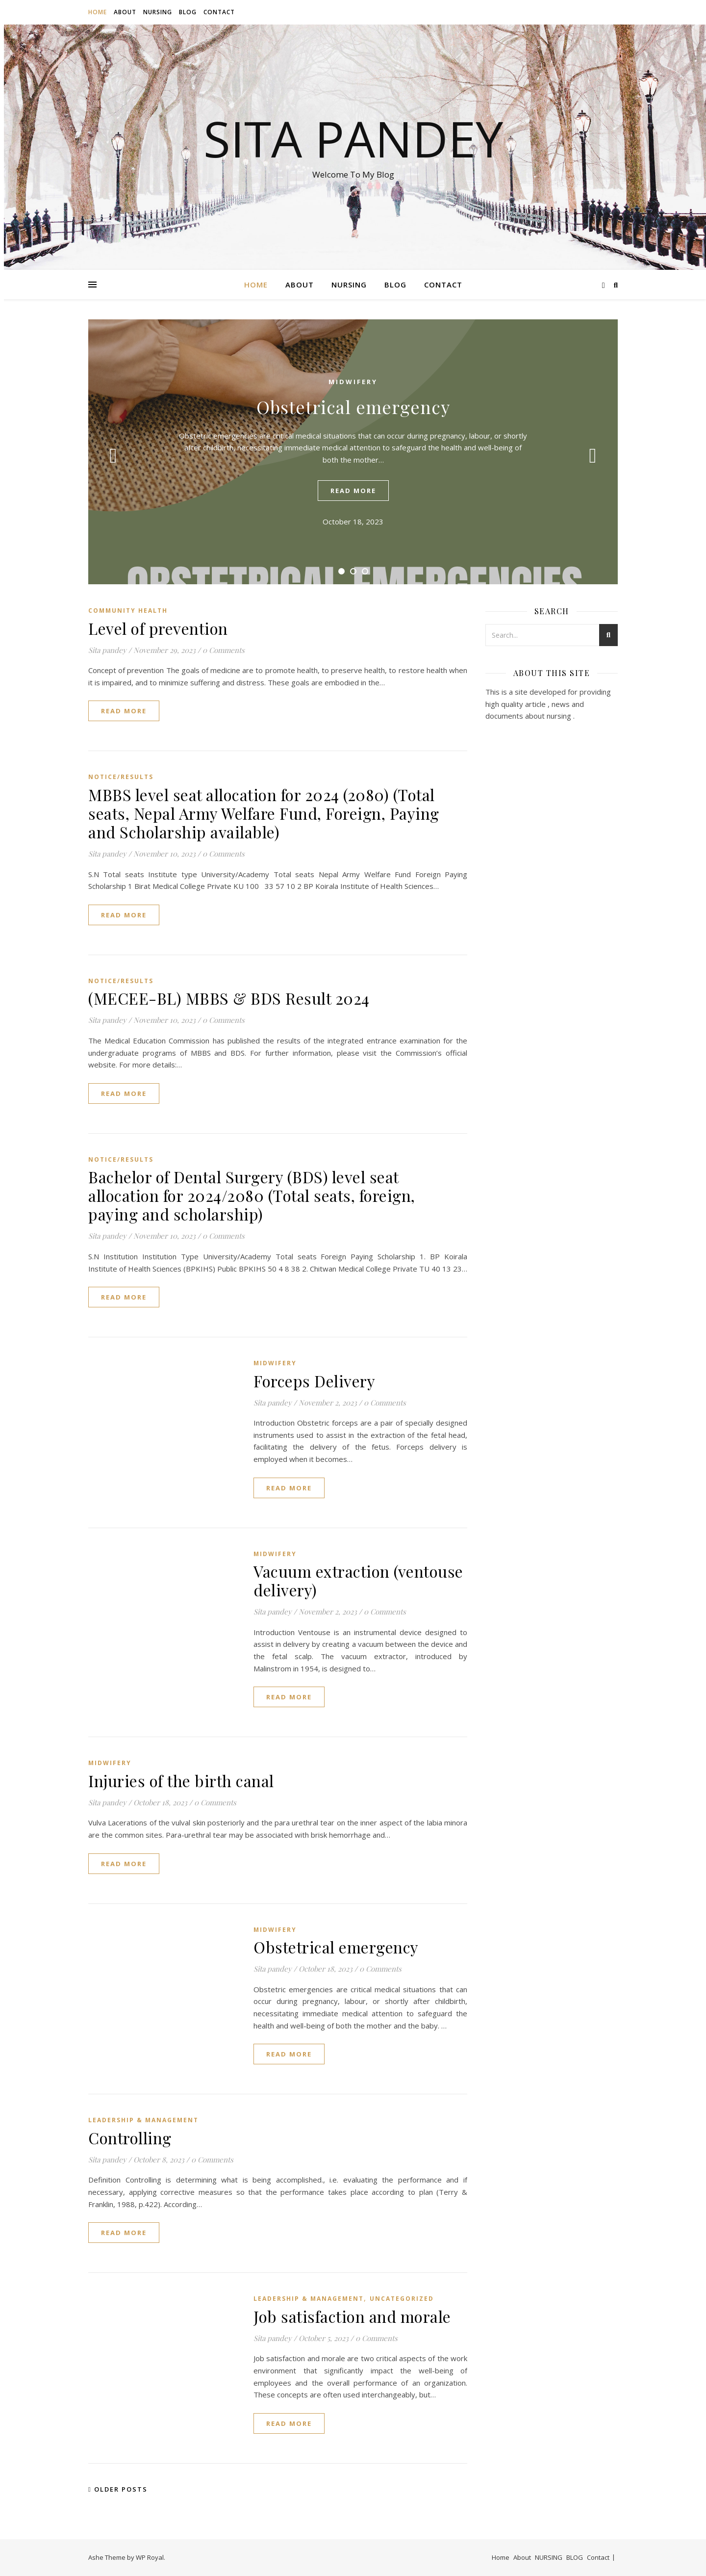 HOME ABOUT NURSING BLOG CONTACT
SITA PANDEY
Welcome To My Blog
HOME ABOUT NURSING BLOG CONTACT
MIDWIFERY
Obstetrical emergency
Obstetric emergencies are critical medical situations that can occur during pregnancy, labour, or shortly
after childbirth, necessitating immediate medical attention to safeguard the health and well-being of
both the mother…
READ MORE
October 18, 2023
OBSTETRICAL EMERGENCIES
COMMUNITY HEALTH
Level of prevention
Sita pandey / November 29, 2023 / 0 Comments
Concept of prevention The goals of medicine are to promote health, to preserve health, to restore health when
it is impaired, and to minimize suffering and distress. These goals are embodied in the…
READ MORE
SEARCH
Search...
ABOUT THIS SITE
This is a site developed for providing
high quality article , news and
documents about nursing .
NOTICE/RESULTS
MBBS level seat allocation for 2024 (2080) (Total
seats, Nepal Army Welfare Fund, Foreign, Paying
and Scholarship available)
Sita pandey / November 10, 2023 / 0 Comments
S.N Total seats Institute type University/Academy Total seats Nepal Army Welfare Fund Foreign Paying
Scholarship 1 Birat Medical College Private KU 100 33 57 10 2 BP Koirala Institute of Health Sciences…
READ MORE
NOTICE/RESULTS
(MECEE-BL) MBBS & BDS Result 2024
Sita pandey / November 10, 2023 / 0 Comments
The Medical Education Commission has published the results of the integrated entrance examination for the
undergraduate programs of MBBS and BDS. For further information, please visit the Commission's official
website. For more details:…
READ MORE
NOTICE/RESULTS
Bachelor of Dental Surgery (BDS) level seat
allocation for 2024/2080 (Total seats, foreign,
paying and scholarship)
Sita pandey / November 10, 2023 / 0 Comments
S.N Institution Institution Type University/Academy Total seats Foreign Paying Scholarship 1. BP Koirala
Institute of Health Sciences (BPKIHS) Public BPKIHS 50 4 8 38 2. Chitwan Medical College Private TU 40 13 23…
READ MORE
MIDWIFERY
Forceps Delivery
Sita pandey / November 2, 2023 / 0 Comments
Introduction Obstetric forceps are a pair of specially designed
instruments used to assist in the extraction of the fetal head,
facilitating the delivery of the fetus. Forceps delivery is
employed when it becomes…
READ MORE
MIDWIFERY
Vacuum extraction (ventouse
delivery)
Sita pandey / November 2, 2023 / 0 Comments
Introduction Ventouse is an instrumental device designed to
assist in delivery by creating a vacuum between the device and
the fetal scalp. The vacuum extractor, introduced by
Malinstrom in 1954, is designed to…
READ MORE
MIDWIFERY
Injuries of the birth canal
Sita pandey / October 18, 2023 / 0 Comments
Vulva Lacerations of the vulval skin posteriorly and the para urethral tear on the inner aspect of the labia minora
are the common sites. Para-urethral tear may be associated with brisk hemorrhage and…
READ MORE
MIDWIFERY
Obstetrical emergency
Sita pandey / October 18, 2023 / 0 Comments
Obstetric emergencies are critical medical situations that can
occur during pregnancy, labour, or shortly after childbirth,
necessitating immediate medical attention to safeguard the
health and well-being of both the mother and the baby. …
READ MORE
LEADERSHIP & MANAGEMENT
Controlling
Sita pandey / October 8, 2023 / 0 Comments
Definition Controlling is determining what is being accomplished., i.e. evaluating the performance and if
necessary, applying corrective measures so that the performance takes place according to plan (Terry &
Franklin, 1988, p.422). According…
READ MORE
LEADERSHIP & MANAGEMENT, UNCATEGORIZED
Job satisfaction and morale
Sita pandey / October 5, 2023 / 0 Comments
Job satisfaction and morale are two critical aspects of the work
environment that significantly impact the well-being of
employees and the overall performance of an organization.
These concepts are often used interchangeably, but…
READ MORE
OLDER POSTS
Ashe Theme by WP Royal.
Home About NURSING BLOG Contact |